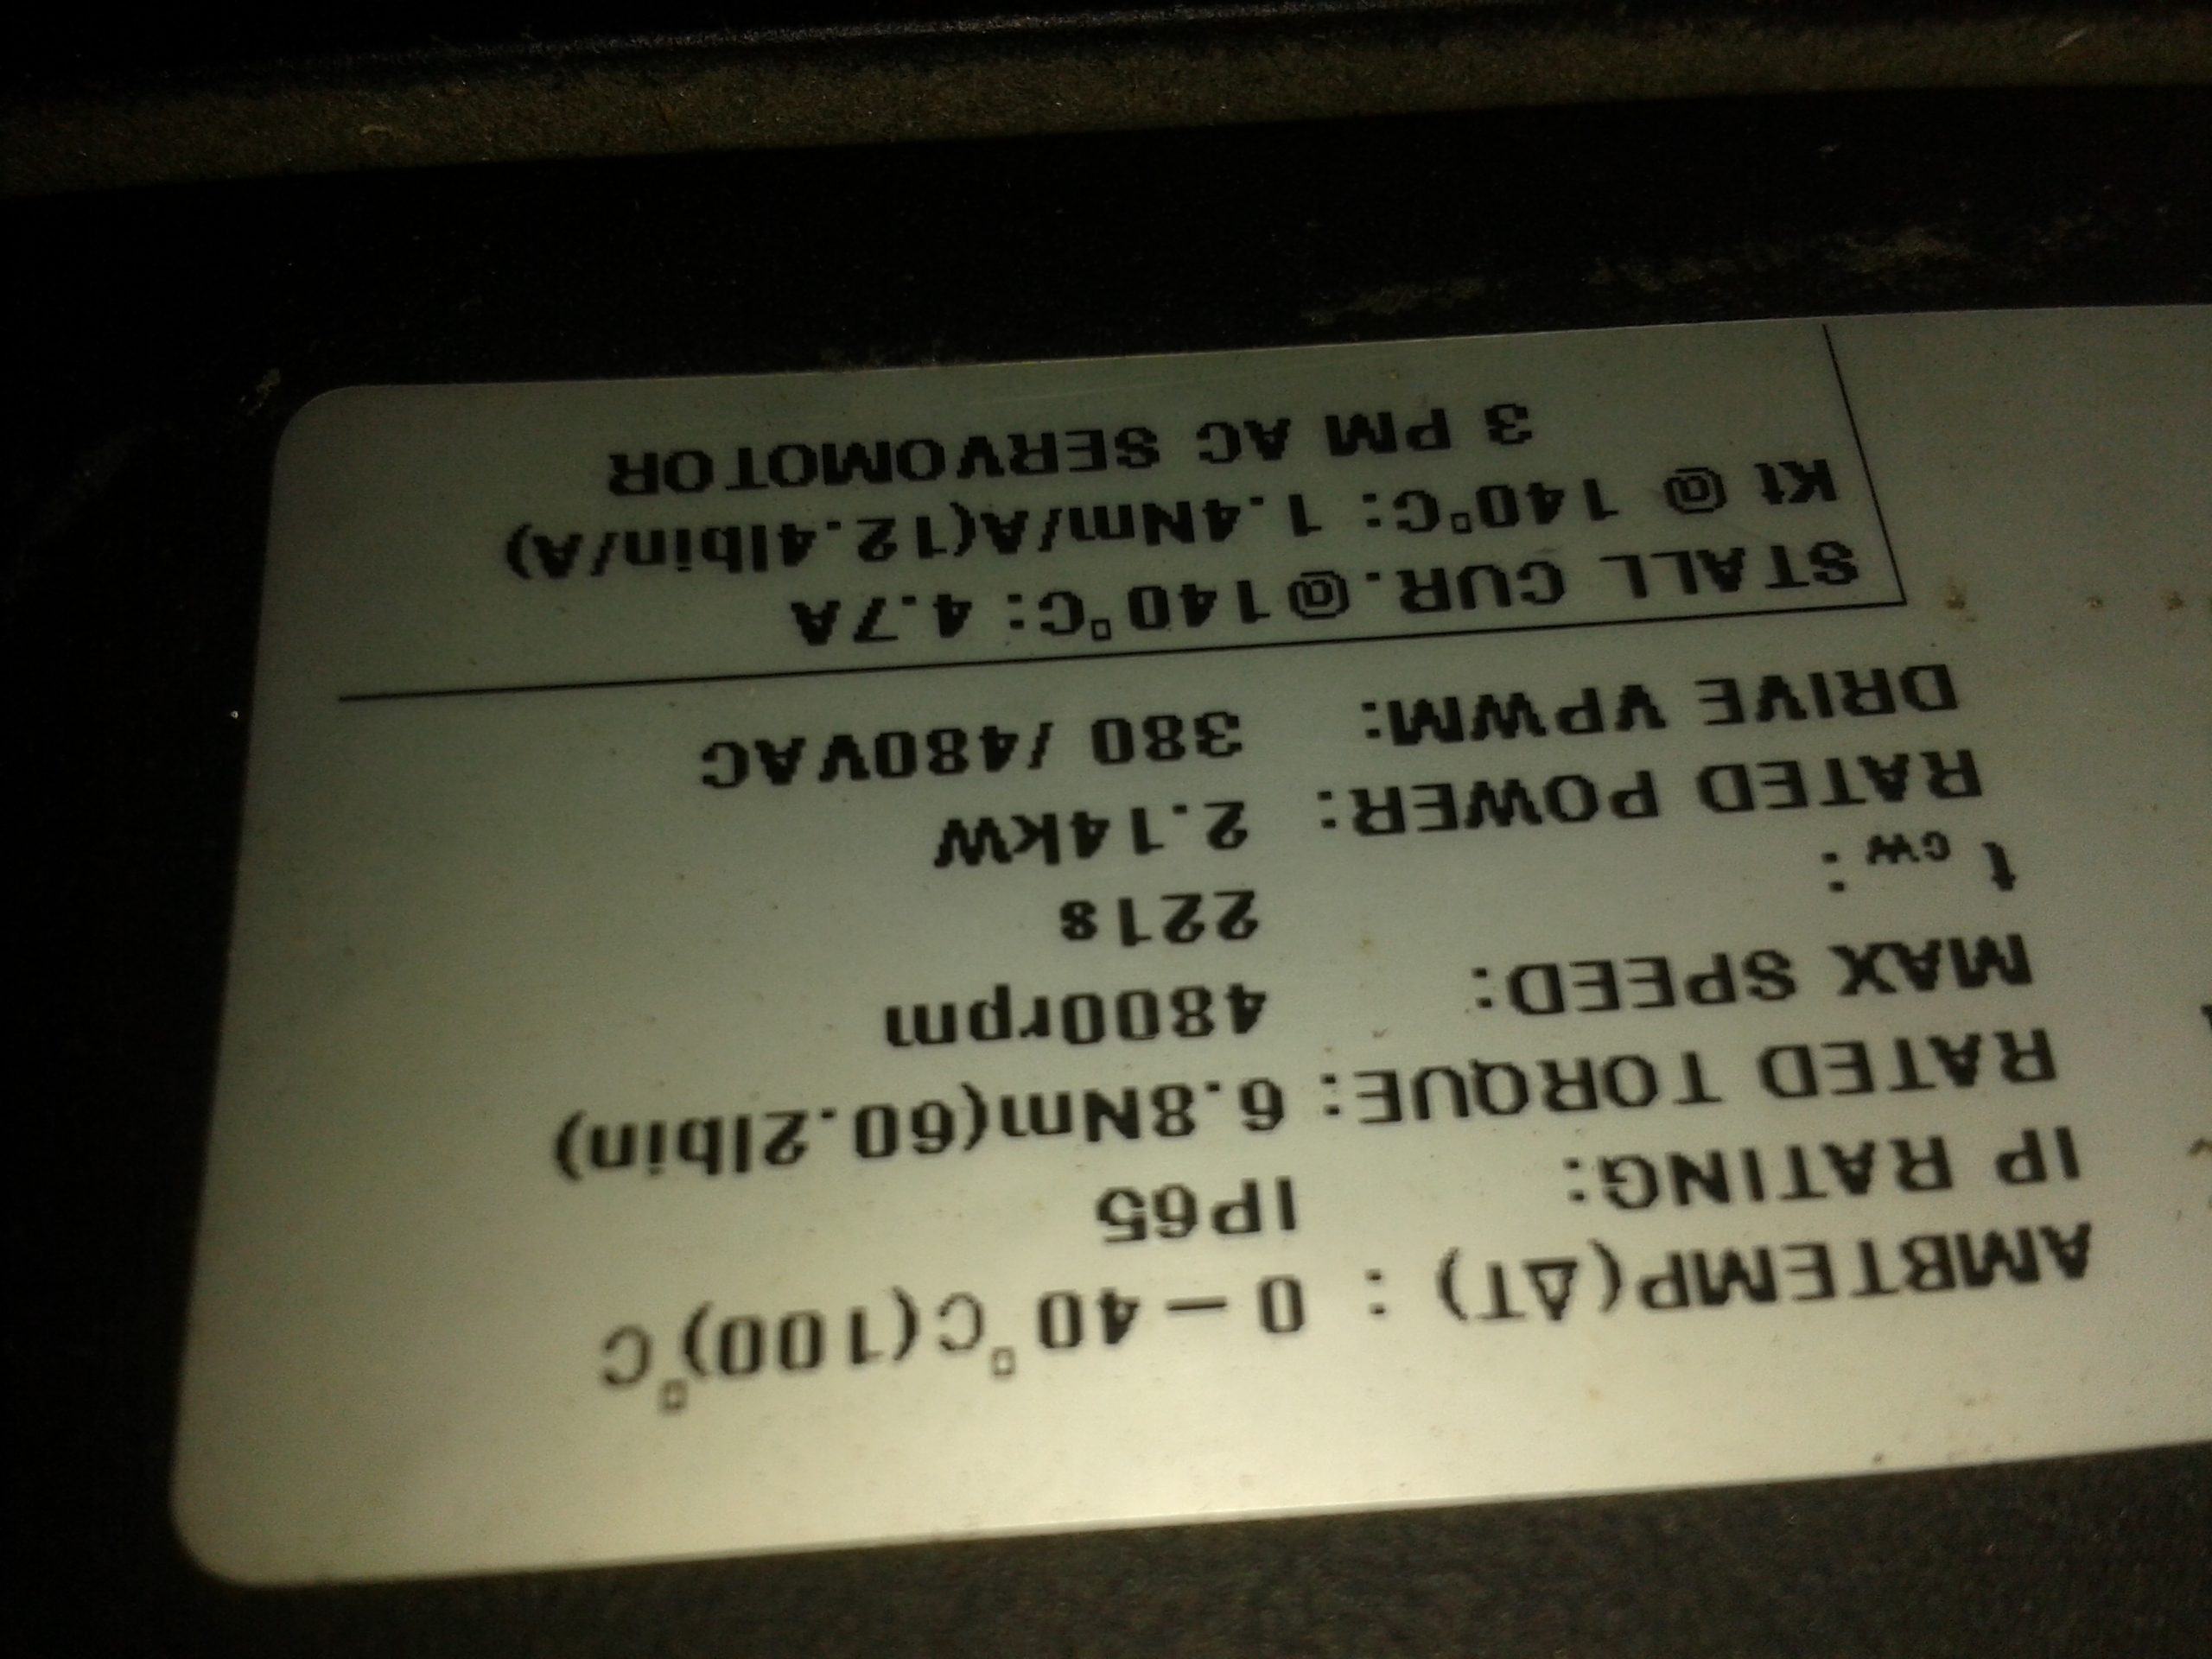 AMBTEMP(ΔT) : 0 – 40°C(100)°C
IP RATING: IP65
RATED TORQUE: 6.8Nm(60.2lbin)
MAX SPEED: 4800rpm
t cw : 221s
RATED POWER: 2.14kW
DRIVE VPWM: 380 /480VAC
STALL CUR.@140°C: 4.7A
Kt @ 140°C: 1.4Nm/A(12.4lbin/A)
3 PM AC SERVOMOTOR